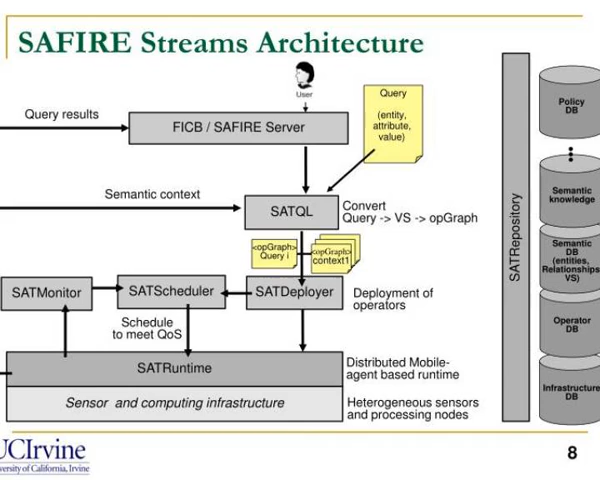 SAFIRE Streams Architecture
User
Query results
FICB / SAFIRE Server
Query
(entity,
attribute,
value)
Policy
DB
Semantic context
SATQL
Convert
Query -> VS -> opGraph
Semantic
knowledge
SATRepository
<opGraph>
Query i
<opGraph>
context1
Semantic
DB
(entities,
Relationships
VS)
SATMonitor
SATScheduler
SATDeployer
Deployment of
operators
Schedule
to meet QoS
Operator
DB
SATRuntime
Distributed Mobile-
agent based runtime
Sensor and computing infrastructure
Heterogeneous sensors
and processing nodes
Infrastructure
DB
UCIrvine
versity of California, Irvine
8